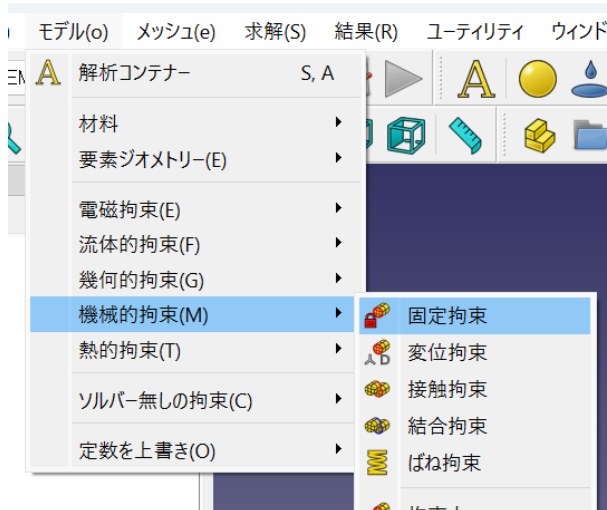 モデル(o) メッシュ(e) 求解(S) 結果(R) ユーティリティ ウィンド
解析コンテナー S, A
材料
要素ジオメトリー(E)
電磁拘束(E)
流体的拘束(F)
幾何的拘束(G)
機械的拘束(M)
固定拘束
熱的拘束(T)
変位拘束
接触拘束
ソルバー無しの拘束(C)
結合拘束
定数を上書き(O)
ばね拘束